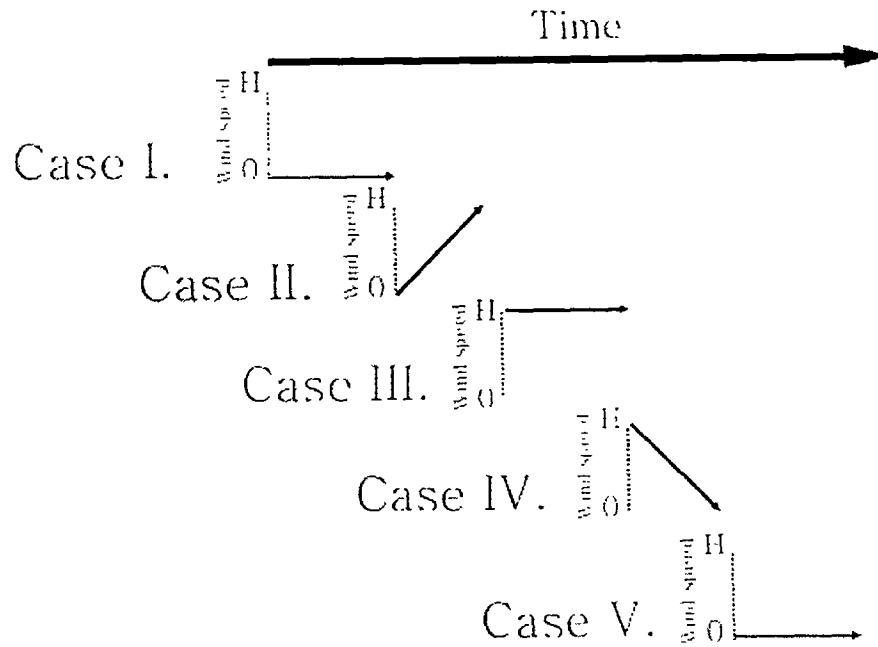 Time
H
Wind speed
Case I.
0
H
Wind speed
Case II.
0
H
Wind speed
Case III.
0
H
Wind speed
Case IV.
0
H
Wind speed
Case V.
0